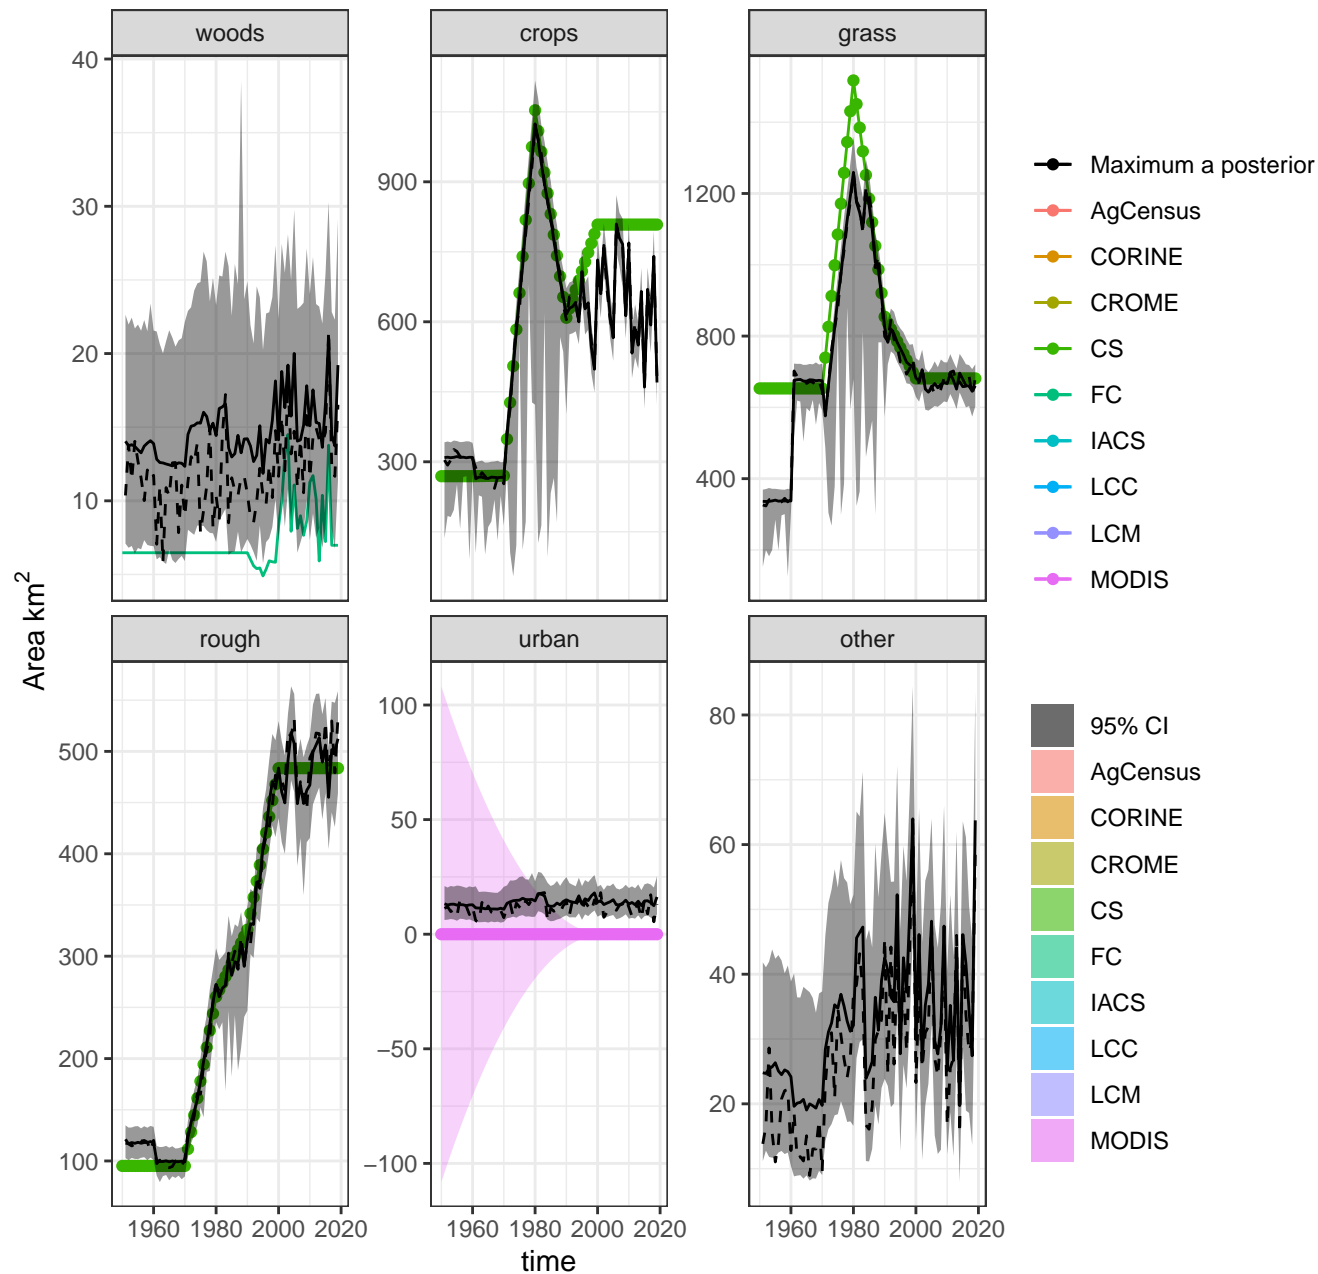 woods
crops
grass
40
30
20
10
900
600
300
1200
800
400
Area km²
rough
urban
other
500
400
300
200
100
100
50
0
−50
−100
80
60
40
20
1960 1980 2000 2020
1960 1980 2000 2020
1960 1980 2000 2020
time
Maximum a posterior
AgCensus
CORINE
CROME
CS
FC
IACS
LCC
LCM
MODIS
95% CI
AgCensus
CORINE
CROME
CS
FC
IACS
LCC
LCM
MODIS